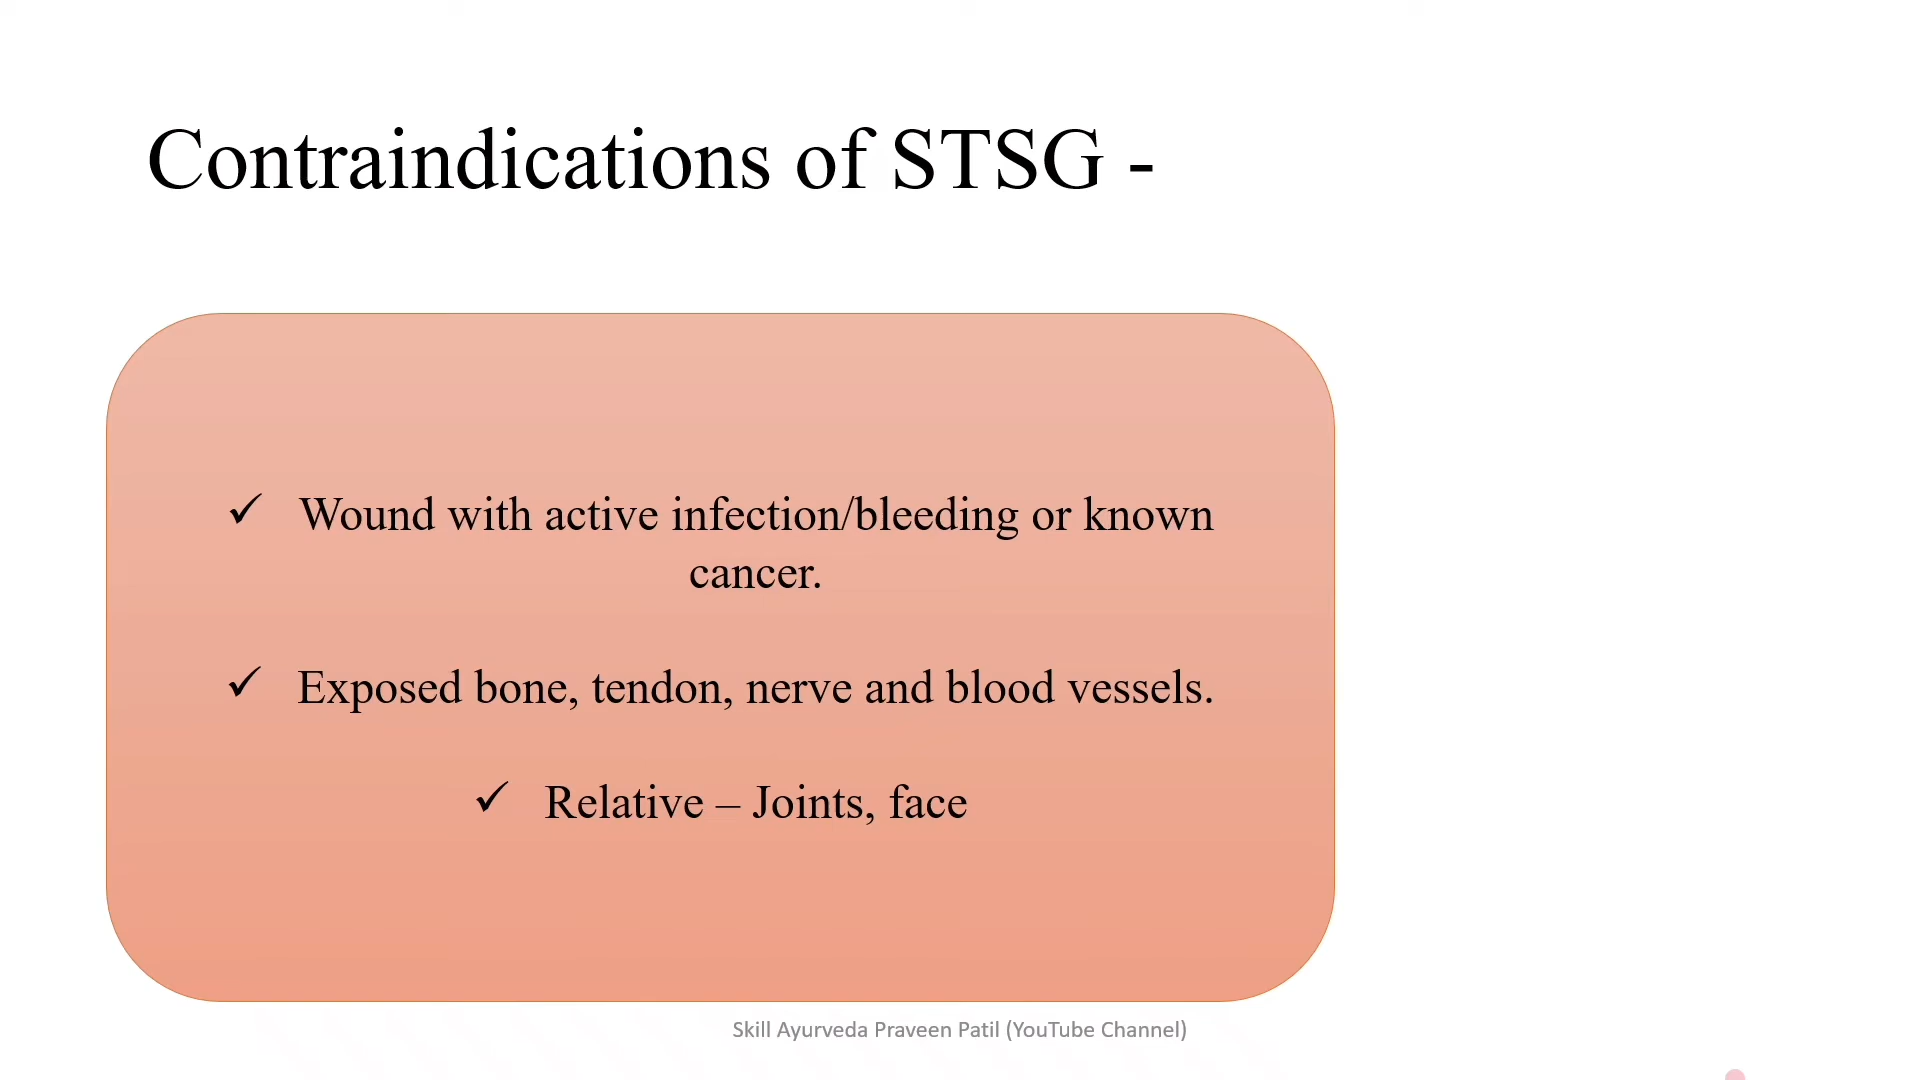 Contraindications of STSG -
✓ Wound with active infection/bleeding or known
cancer.
✓ Exposed bone, tendon, nerve and blood vessels.
✓ Relative – Joints, face
Skill Ayurveda Praveen Patil (YouTube Channel)